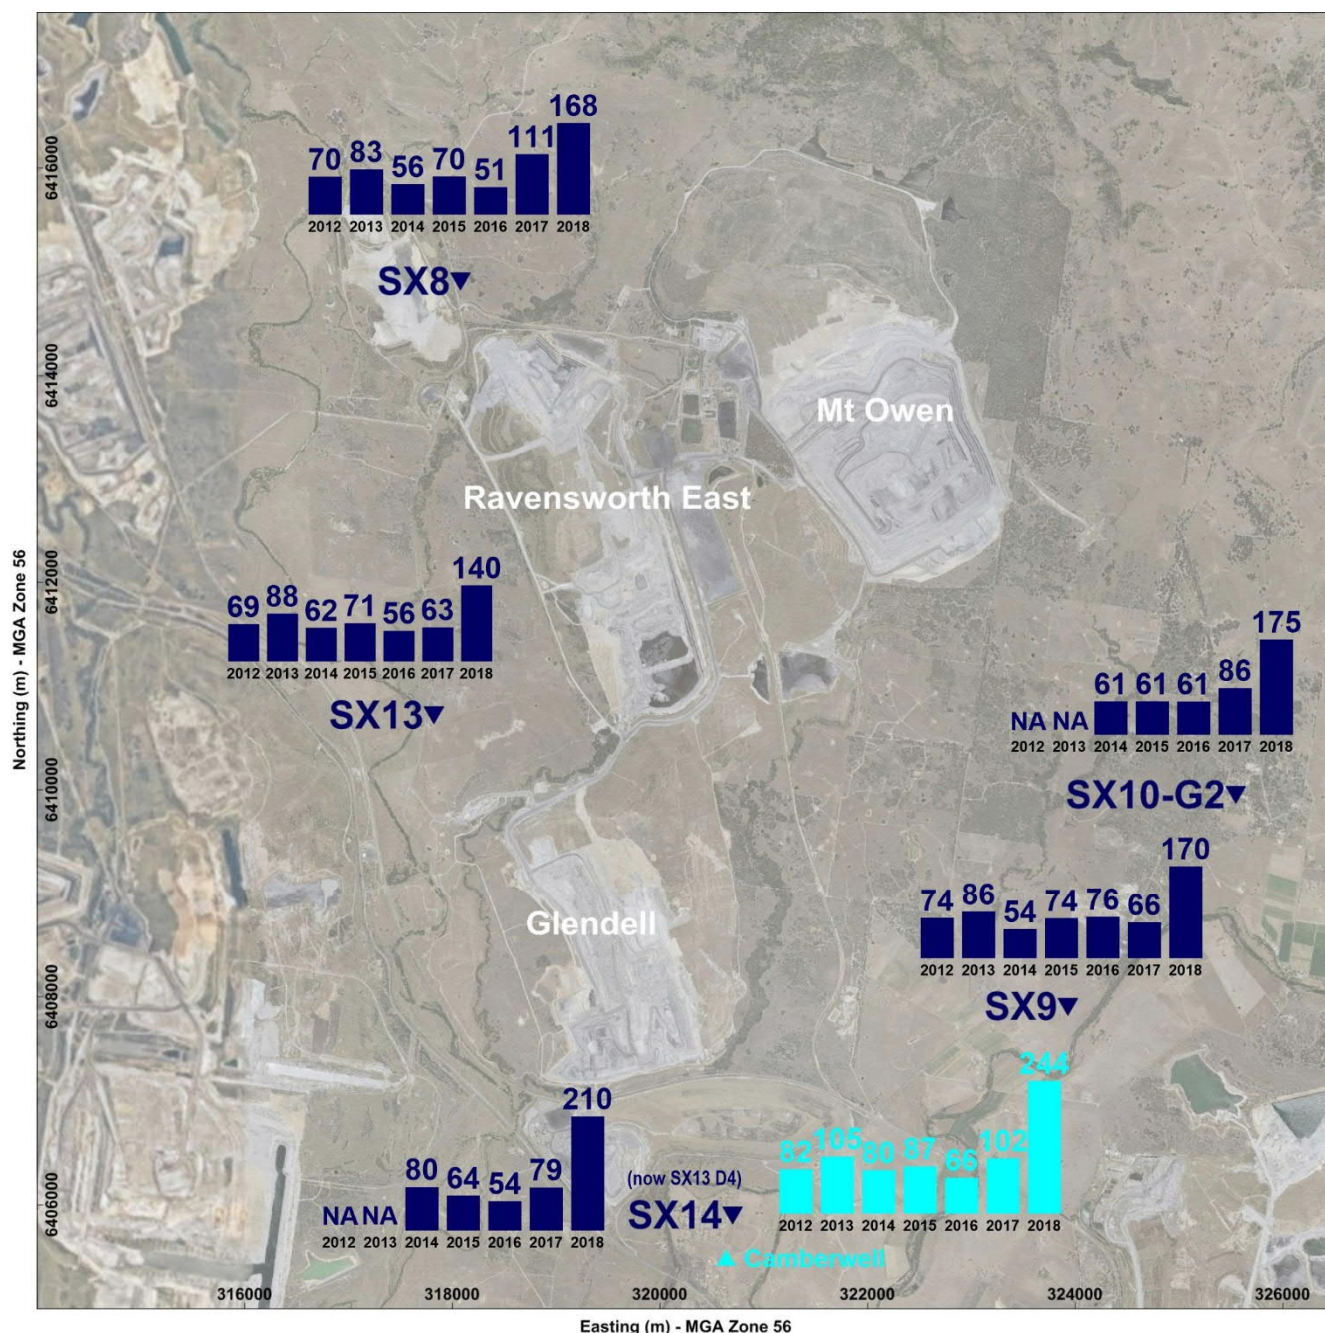 168
111
83
70
70
56
51
2012 2013 2014 2015 2016 2017 2018
SX8▼
6416000
6414000
Mt Owen
Ravensworth East
Northing (m) - MGA Zone 56
6412000
140
88
69
71
62
56
63
2012 2013 2014 2015 2016 2017 2018
SX13▼
175
86
NA NA 61 61 61
2012 2013 2014 2015 2016 2017 2018
SX10-G2▼
6410000
170
74 86 54 74 76 66
2012 2013 2014 2015 2016 2017 2018
SX9▼
Glendell
6408000
244
82 105 80 87 66 102
2012 2013 2014 2015 2016 2017 2018
▲ Camberwell
210
NA NA 80 64 54 79
2012 2013 2014 2015 2016 2017 2018
(now SX13 D4)
SX14▼
6406000
316000 318000 320000 322000 324000 326000
Easting (m) - MGA Zone 56